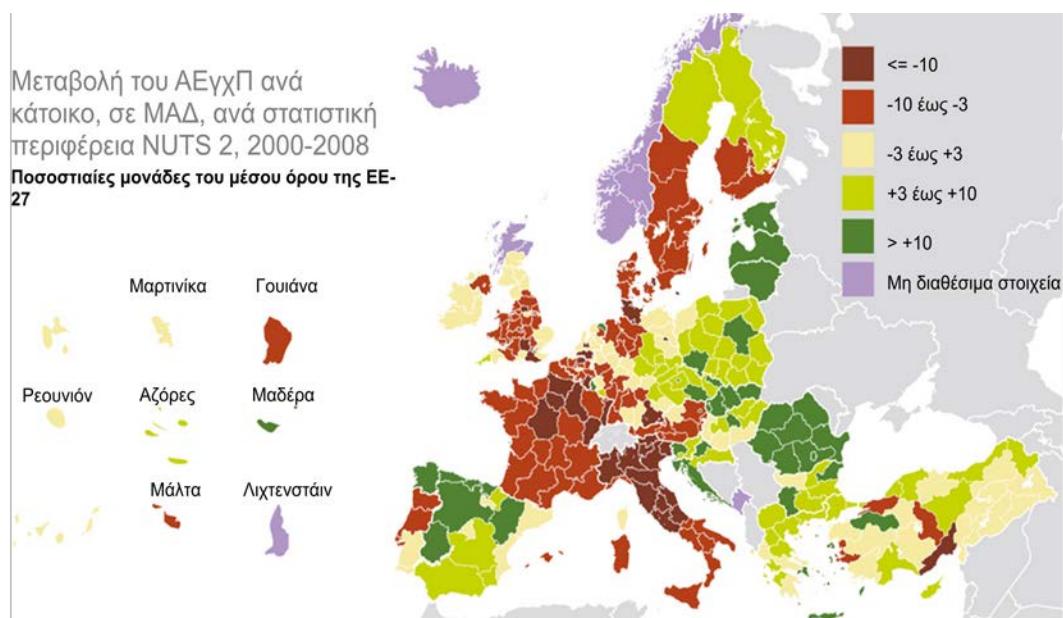 Μεταβολή του ΑΕγχΠ ανά
κάτοικο, σε ΜΑΔ, ανά στατιστική
περιφέρεια NUTS 2, 2000-2008
Ποσοστιαίες μονάδες του μέσου όρου της ΕΕ-
27
<= -10
-10 έως -3
-3 έως +3
+3 έως +10
> +10
Μη διαθέσιμα στοιχεία
Μαρτινίκα Γουιάνα
Ρεουνιόν Αζόρες Μαδέρα
Μάλτα Λιχτενστάιν